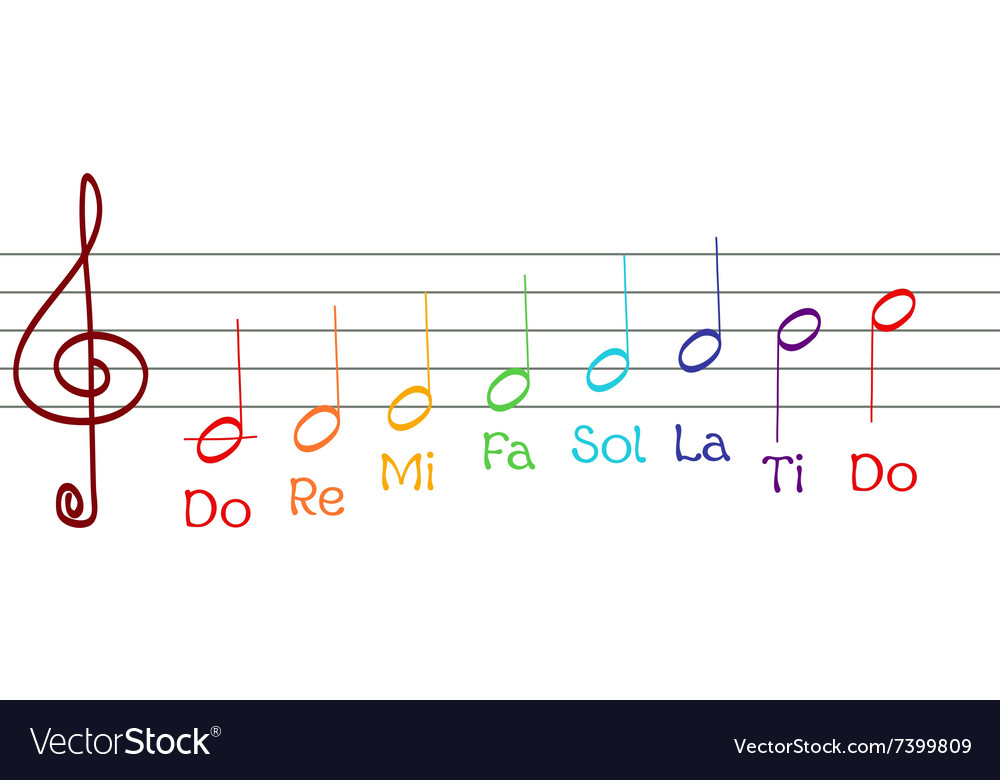 Do Re Mi Fa Sol La Ti Do
VectorStock®
VectorStock.com/7399809